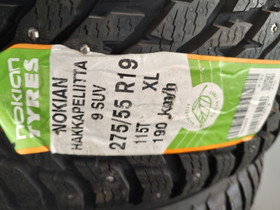 nokian
TYRES
NOKIAN
HAKKAPELIITTA
9 SUV
275/55 R19
XL
115T
190 km/h